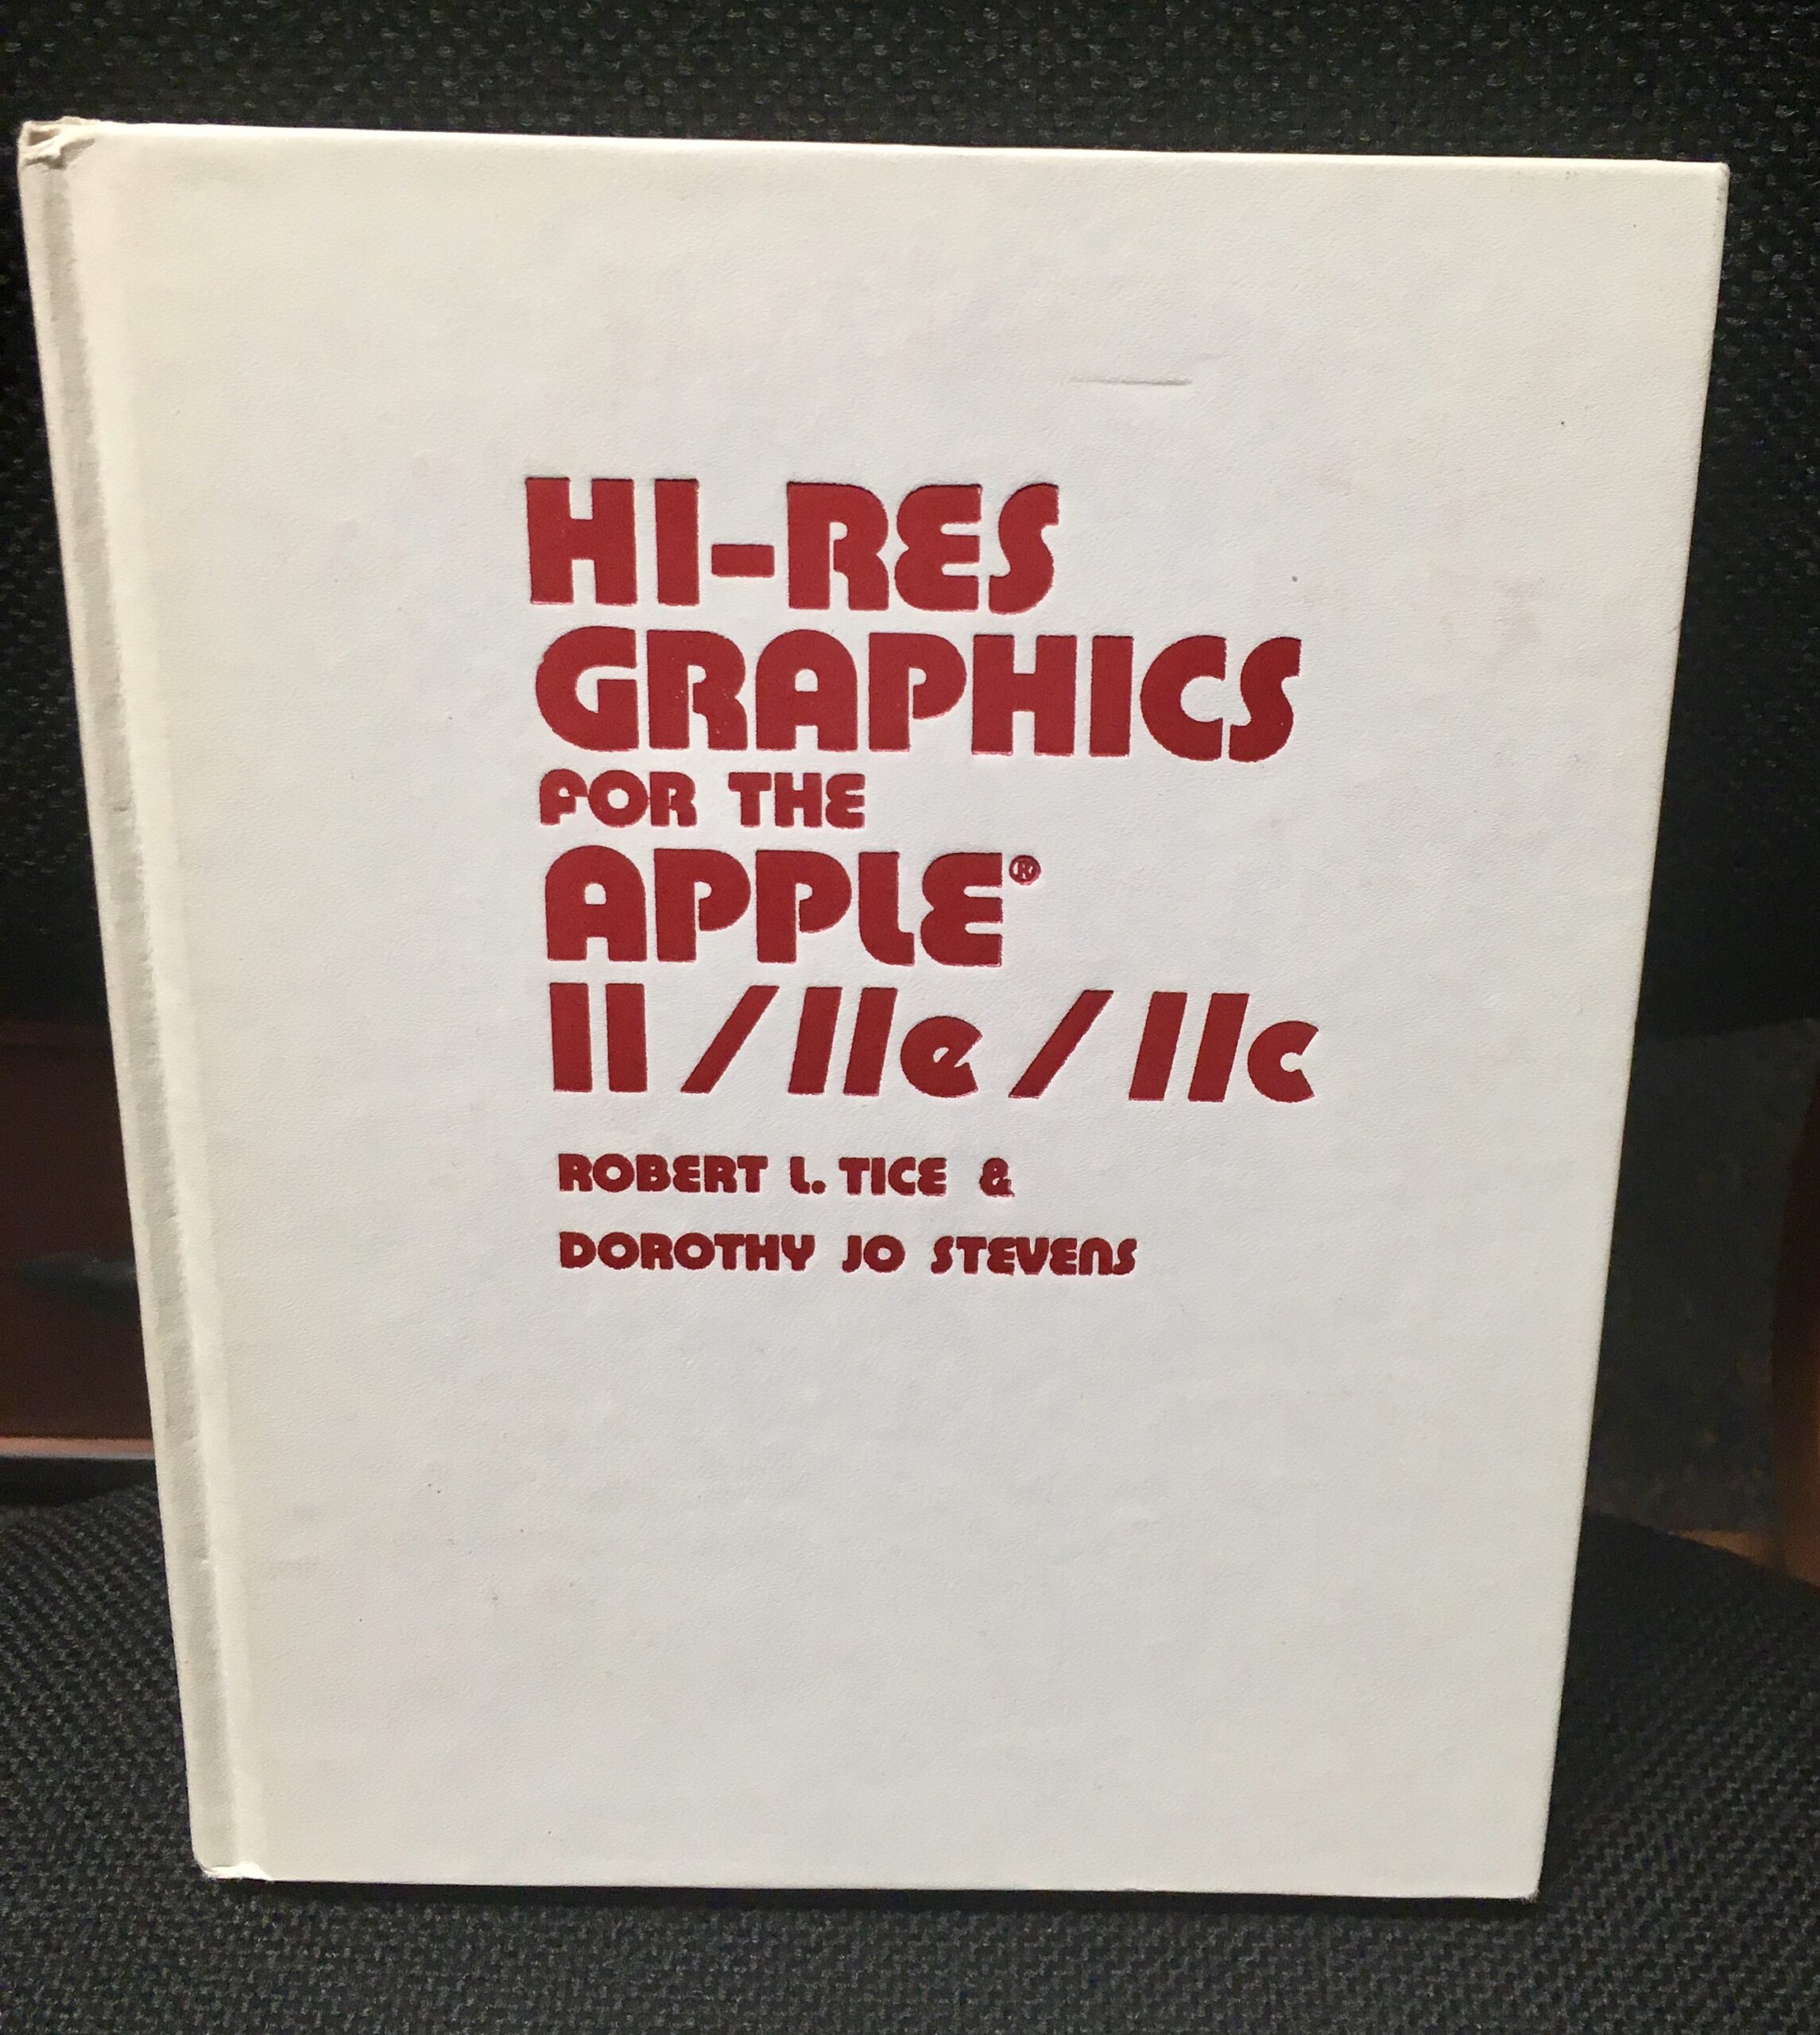 HI-RES
GRAPHICS
FOR THE
APPLE®
II/IIe/IIc
ROBERT L. TICE &
DOROTHY JO STEVENS